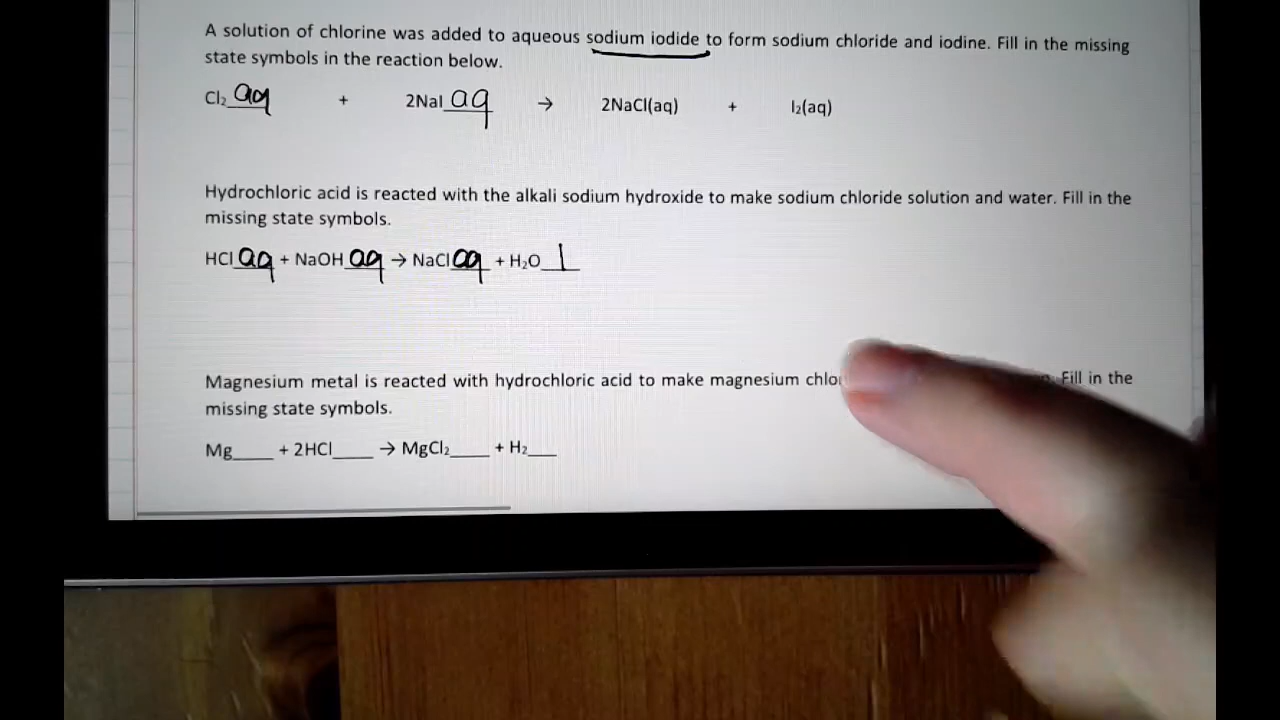 A solution of chlorine was added to aqueous sodium iodide to form sodium chloride and iodine. Fill in the missing
state symbols in the reaction below.
Cl₂ aq + 2NaI aq → 2NaCl(aq) + I₂(aq)
Hydrochloric acid is reacted with the alkali sodium hydroxide to make sodium chloride solution and water. Fill in the
missing state symbols.
HCl aq + NaOH aq → NaCl aq + H₂O l
Magnesium metal is reacted with hydrochloric acid to make magnesium Fill in the
missing state symbols.
Mg____ + 2HCl____ → MgCl₂____ + H₂___